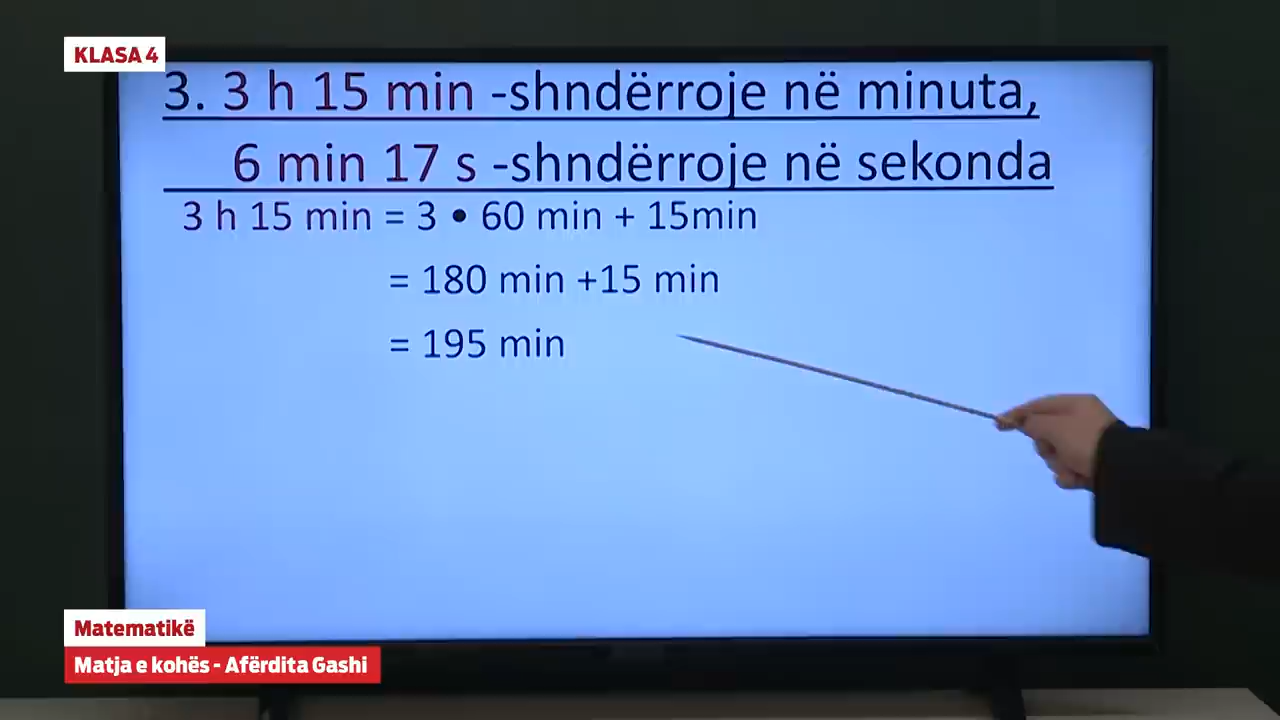 KLASA 4
3. 3 h 15 min -shndërroje në minuta,
6 min 17 s -shndërroje në sekonda
3 h 15 min = 3 • 60 min + 15min
= 180 min +15 min
= 195 min
Matematikë
Matja e kohës - Afërdita Gashi